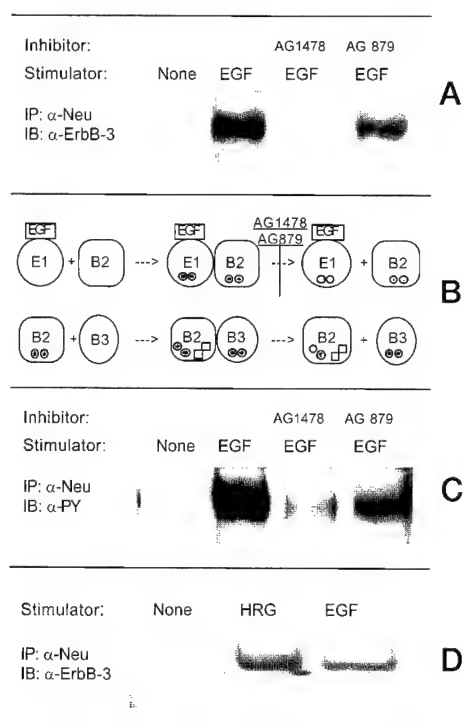 Inhibitor: AG1478 AG 879
Stimulator: None EGF EGF EGF
IP: α-Neu
IB: α-ErbB-3
A
EGF EGF AG1478 EGF
AG879
E1 + B2 ---> E1 B2 ---> E1 + B2
B2 + B3 ---> B2 B3 ---> B2 + B3
B
Inhibitor: AG1478 AG 879
Stimulator: None EGF EGF EGF
IP: α-Neu
IB: α-PY
C
Stimulator: None HRG EGF
IP: α-Neu
IB: α-ErbB-3
D